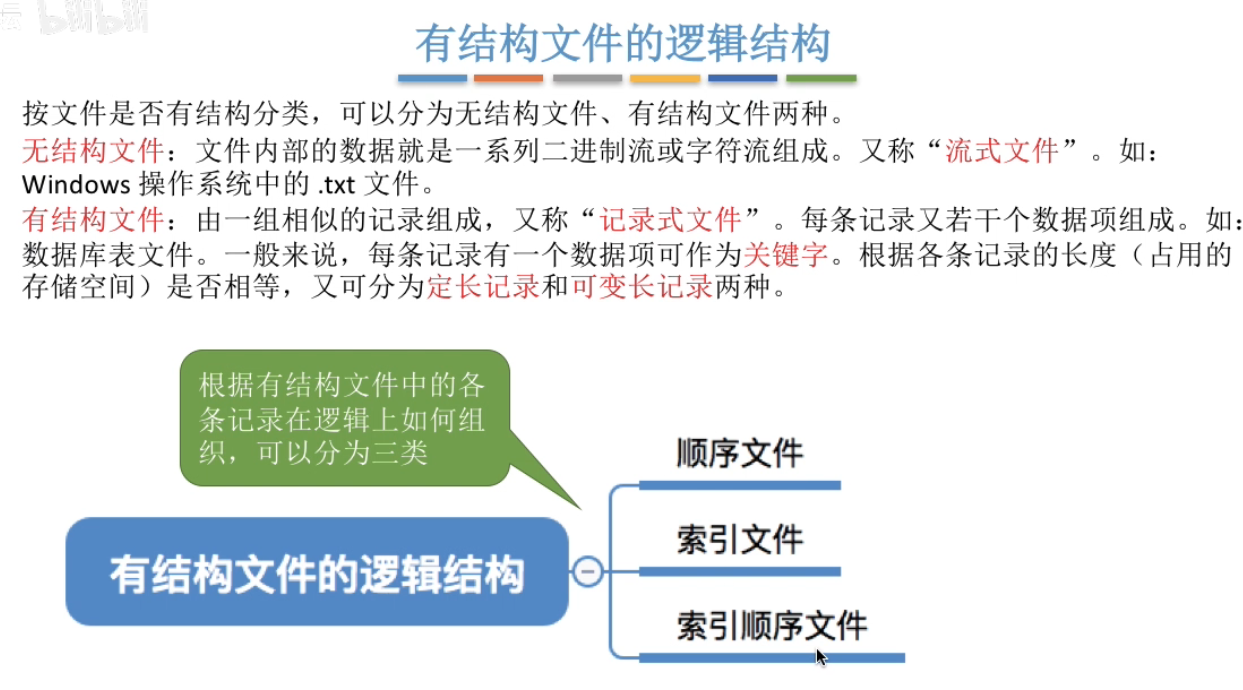 bilibili
有结构文件的逻辑结构
按文件是否有结构分类，可以分为无结构文件、有结构文件两种。
无结构文件：文件内部的数据就是一系列二进制流或字符流组成。又称“流式文件”。如：
Windows 操作系统中的 .txt 文件。
有结构文件：由一组相似的记录组成，又称“记录式文件”。每条记录又若干个数据项组成。如：
数据库表文件。一般来说，每条记录有一个数据项可作为关键字。根据各条记录的长度（占用的
存储空间）是否相等，又可分为定长记录和可变长记录两种。
根据有结构文件中的各
条记录在逻辑上如何组
织，可以分为三类
顺序文件
索引文件
有结构文件的逻辑结构
索引顺序文件